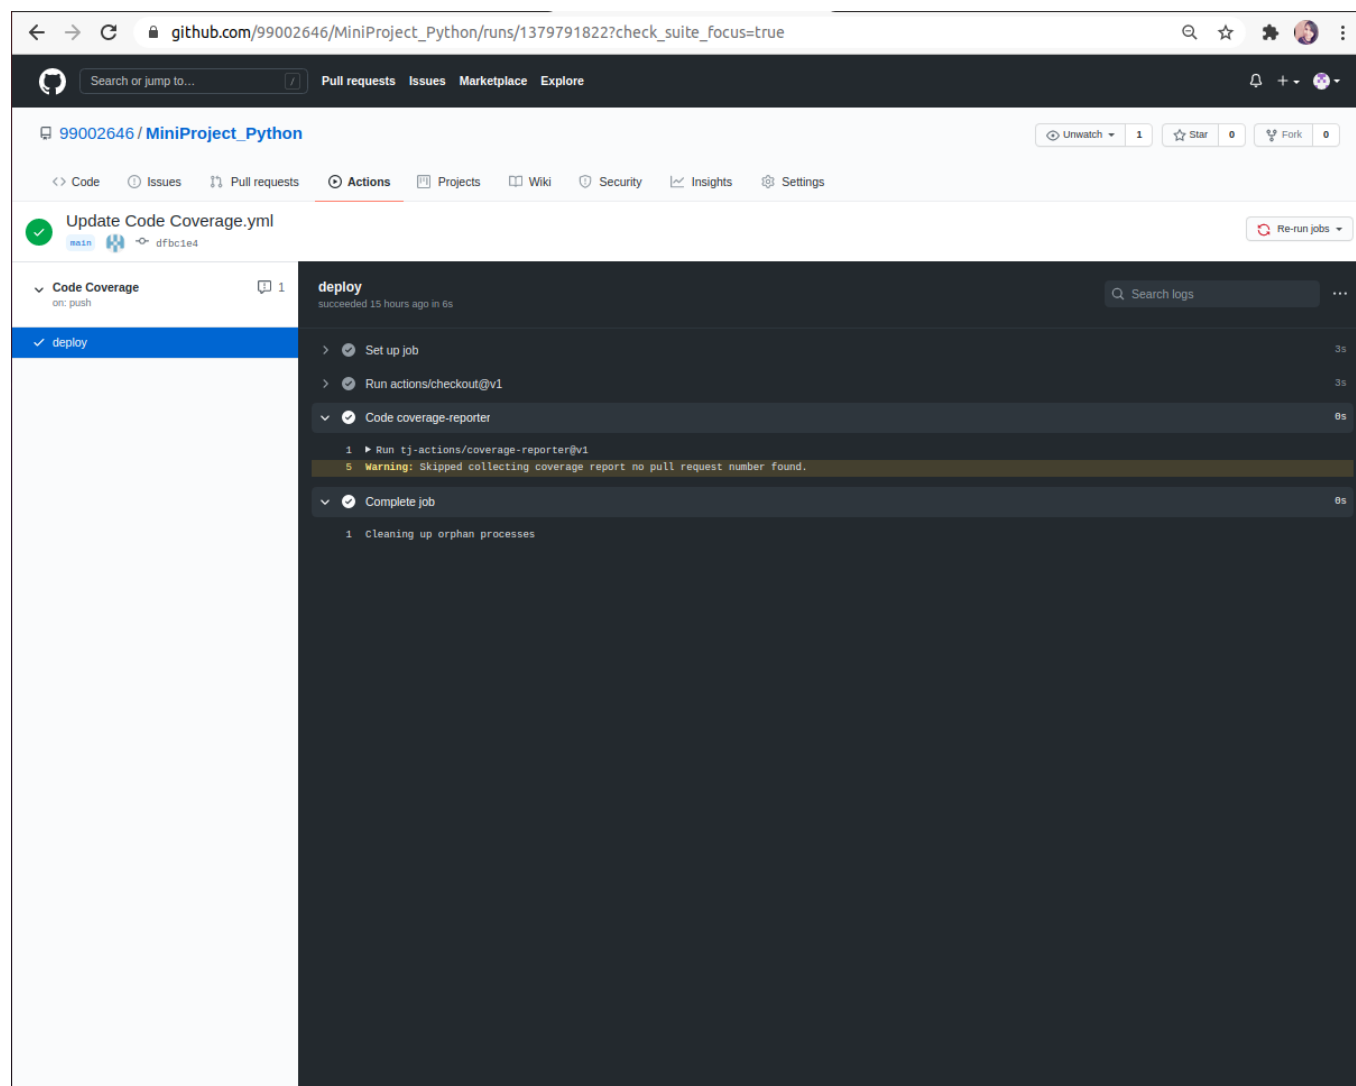 github.com/99002646/MiniProject_Python/runs/1379791822?check_suite_focus=true
Search or jump to... / Pull requests Issues Marketplace Explore
99002646 / MiniProject_Python Unwatch 1 Star 0 Fork 0
Code Issues Pull requests Actions Projects Wiki Security Insights Settings
Update Code Coverage.yml
main dfbc1e4
Re-run jobs
Code Coverage 1
on: push
deploy
deploy
succeeded 15 hours ago in 6s
Search logs
Set up job 3s
Run actions/checkout@v1 3s
Code coverage-reporter 0s
1 Run tj-actions/coverage-reporter@v1
5 Warning: Skipped collecting coverage report no pull request number found.
Complete job 0s
1 Cleaning up orphan processes